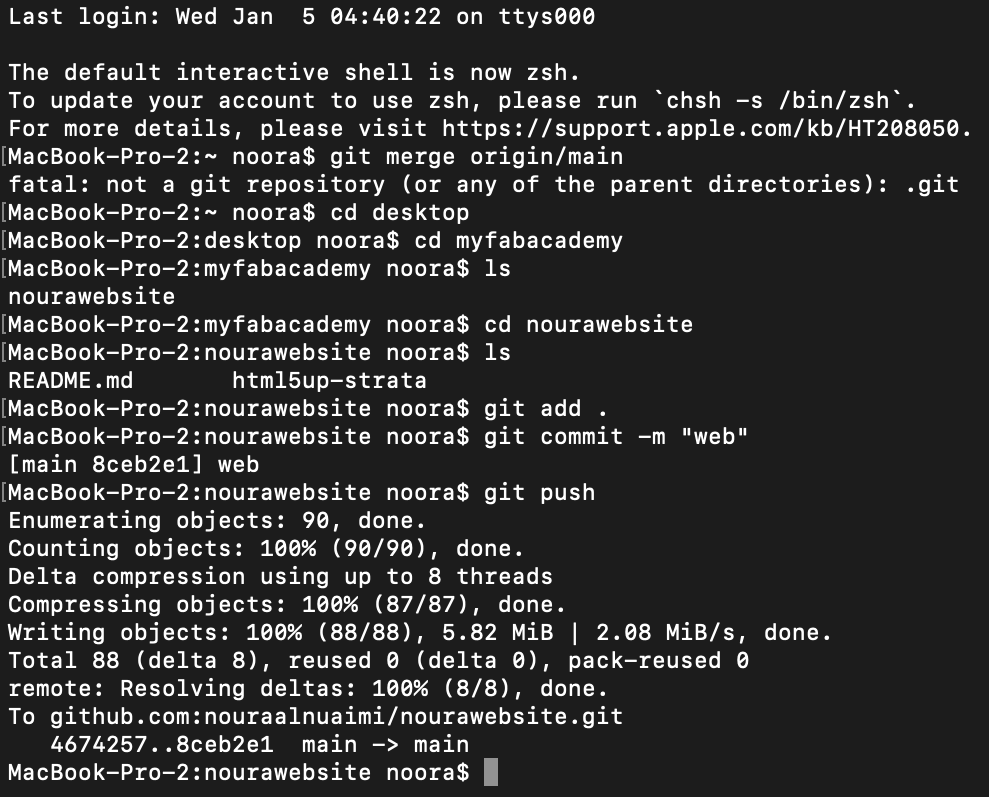 Last login: Wed Jan  5 04:40:22 on ttys000
The default interactive shell is now zsh.
To update your account to use zsh, please run `chsh -s /bin/zsh`.
For more details, please visit https://support.apple.com/kb/HT208050.
[MacBook-Pro-2:~ noora$ git merge origin/main
fatal: not a git repository (or any of the parent directories): .git
[MacBook-Pro-2:~ noora$ cd desktop
[MacBook-Pro-2:desktop noora$ cd myfabacademy
[MacBook-Pro-2:myfabacademy noora$ ls
nourawebsite
[MacBook-Pro-2:myfabacademy noora$ cd nourawebsite
[MacBook-Pro-2:nourawebsite noora$ ls
README.md       html5up-strata
[MacBook-Pro-2:nourawebsite noora$ git add .
[MacBook-Pro-2:nourawebsite noora$ git commit -m "web"
[main 8ceb2e1] web
[MacBook-Pro-2:nourawebsite noora$ git push
Enumerating objects: 90, done.
Counting objects: 100% (90/90), done.
Delta compression using up to 8 threads
Compressing objects: 100% (87/87), done.
Writing objects: 100% (88/88), 5.82 MiB | 2.08 MiB/s, done.
Total 88 (delta 8), reused 0 (delta 0), pack-reused 0
remote: Resolving deltas: 100% (8/8), done.
To github.com:nouraalnuaimi/nourawebsite.git
   4674257..8ceb2e1  main -> main
MacBook-Pro-2:nourawebsite noora$